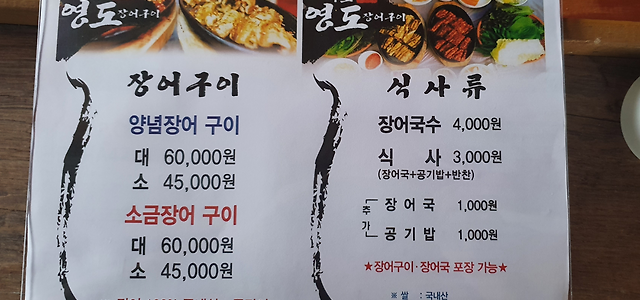 영도 장어구이
장어구이
양념장어 구이
대 60,000원
소 45,000원
소금장어 구이
대 60,000원
소 45,000원
영도 장어구이
식사류
장어국수 4,000원
식 사 3,000원
(장어국+공기밥+반찬)
추가
장어국 1,000원
공기밥 1,000원
★장어구이·장어국 포장 가능★
※ 쌀 : 국내산